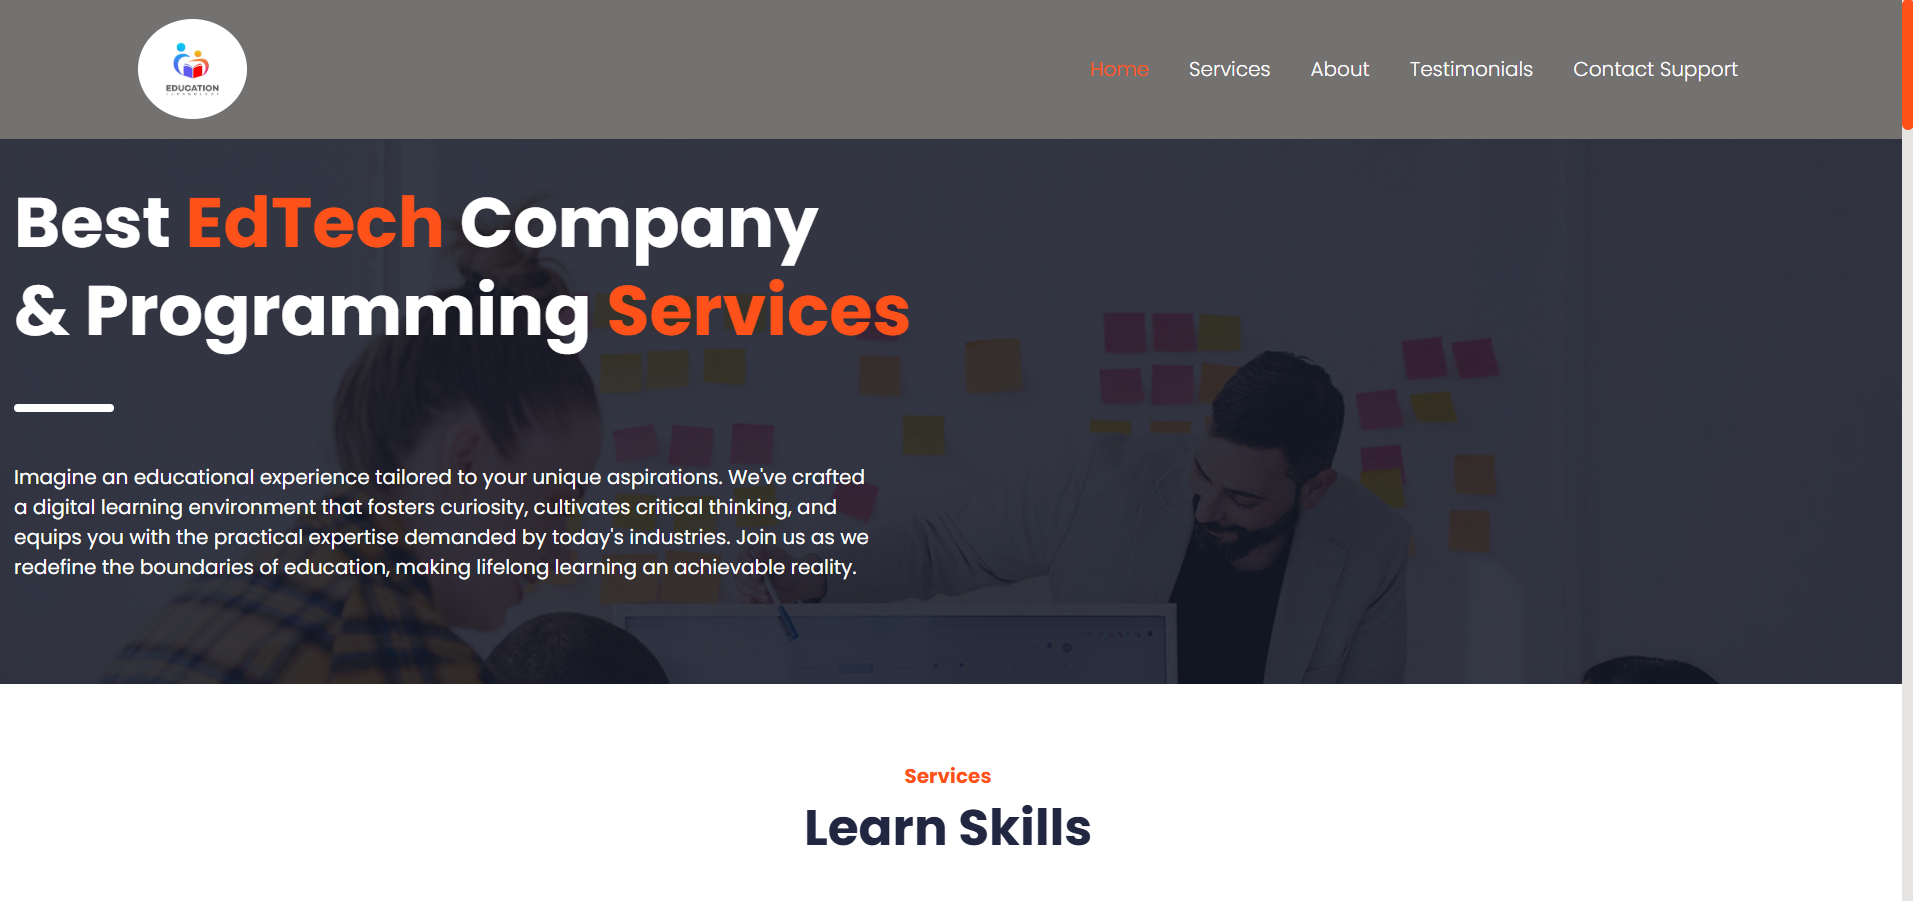 EDUCATION
Home Services About Testimonials Contact Support
Best EdTech Company
& Programming Services
Imagine an educational experience tailored to your unique aspirations. We've crafted
a digital learning environment that fosters curiosity, cultivates critical thinking, and
equips you with the practical expertise demanded by today's industries. Join us as we
redefine the boundaries of education, making lifelong learning an achievable reality.
Services
Learn Skills